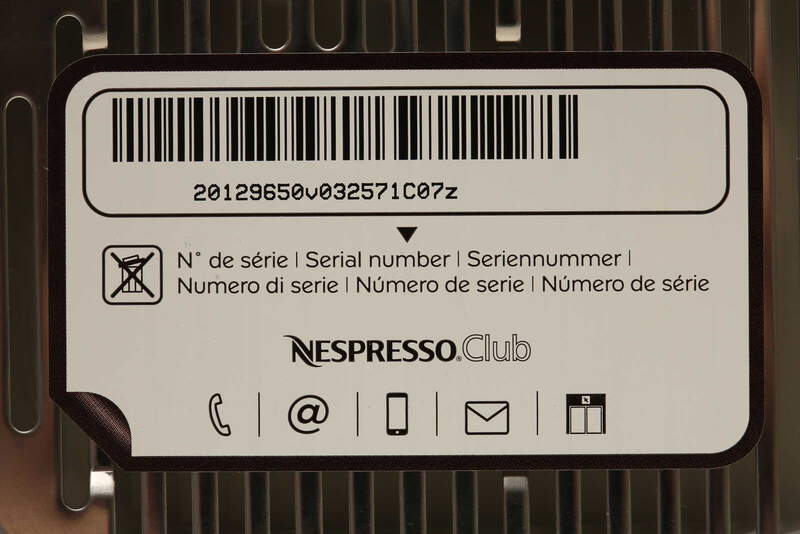 20129650v032571C07z
N° de série | Serial number | Seriennummer |
Numero di serie | Número de serie | Número de série
NESPRESSO®Club
@